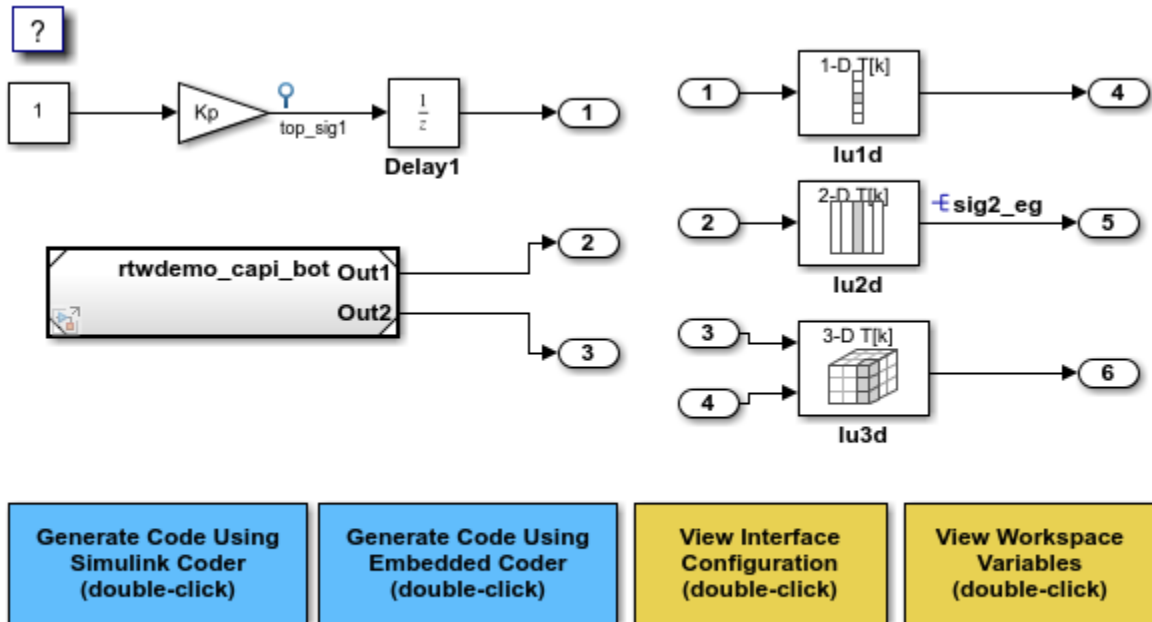 ?
1
Kp
top_sig1
1
z
Delay1
1
rtwdemo_capi_bot
Out1
Out2
2
3
1
1-D T[k]
lu1d
4
2
2-D T[k]
lu2d
sig2_eg
5
3
4
3-D T[k]
lu3d
6
Generate Code Using
Simulink Coder
(double-click)
Generate Code Using
Embedded Coder
(double-click)
View Interface
Configuration
(double-click)
View Workspace
Variables
(double-click)